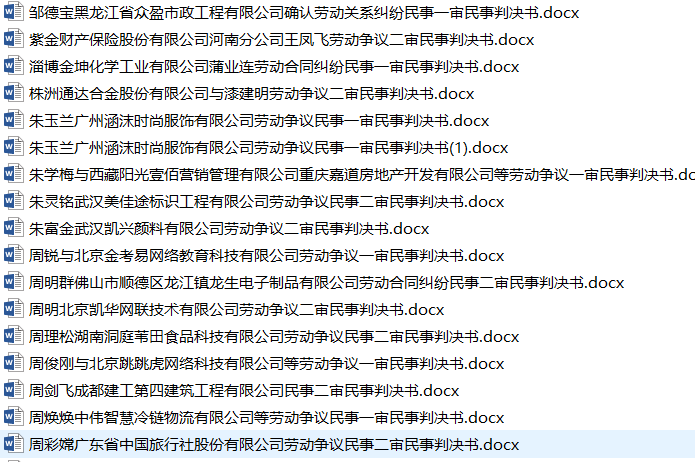 邹德宝黑龙江省众盈市政工程有限公司确认劳动关系纠纷民事一审民事判决书.docx
紫金财产保险股份有限公司河南分公司王凤飞劳动争议二审民事判决书.docx
淄博金坤化学工业有限公司蒲业连劳动合同纠纷民事一审民事判决书.docx
株洲通达合金股份有限公司与漆建明劳动争议二审民事判决书.docx
朱玉兰广州涵沫时尚服饰有限公司劳动争议民事一审民事判决书.docx
朱玉兰广州涵沫时尚服饰有限公司劳动争议民事一审民事判决书(1).docx
朱学梅与西藏阳光壹佰营销管理有限公司重庆嘉道房地产开发有限公司等劳动争议一审民事判决书.do
朱灵铭武汉美佳途标识工程有限公司劳动争议民事二审民事判决书.docx
朱富金武汉凯兴颜料有限公司劳动争议二审民事判决书.docx
周锐与北京金考易网络教育科技有限公司劳动争议一审民事判决书.docx
周明群佛山市顺德区龙江镇龙生电子制品有限公司劳动合同纠纷民事二审民事判决书.docx
周明北京凯华网联技术有限公司劳动争议二审民事判决书.docx
周理松湖南洞庭苇田食品科技有限公司劳动争议民事二审民事判决书.docx
周俊刚与北京跳跳虎网络科技有限公司等劳动争议一审民事判决书.docx
周剑飞成都建工第四建筑工程有限公司民事二审民事判决书.docx
周焕焕中伟智慧冷链物流有限公司等劳动争议民事一审民事判决书.docx
周彩嫦广东省中国旅行社股份有限公司劳动争议民事二审民事判决书.docx